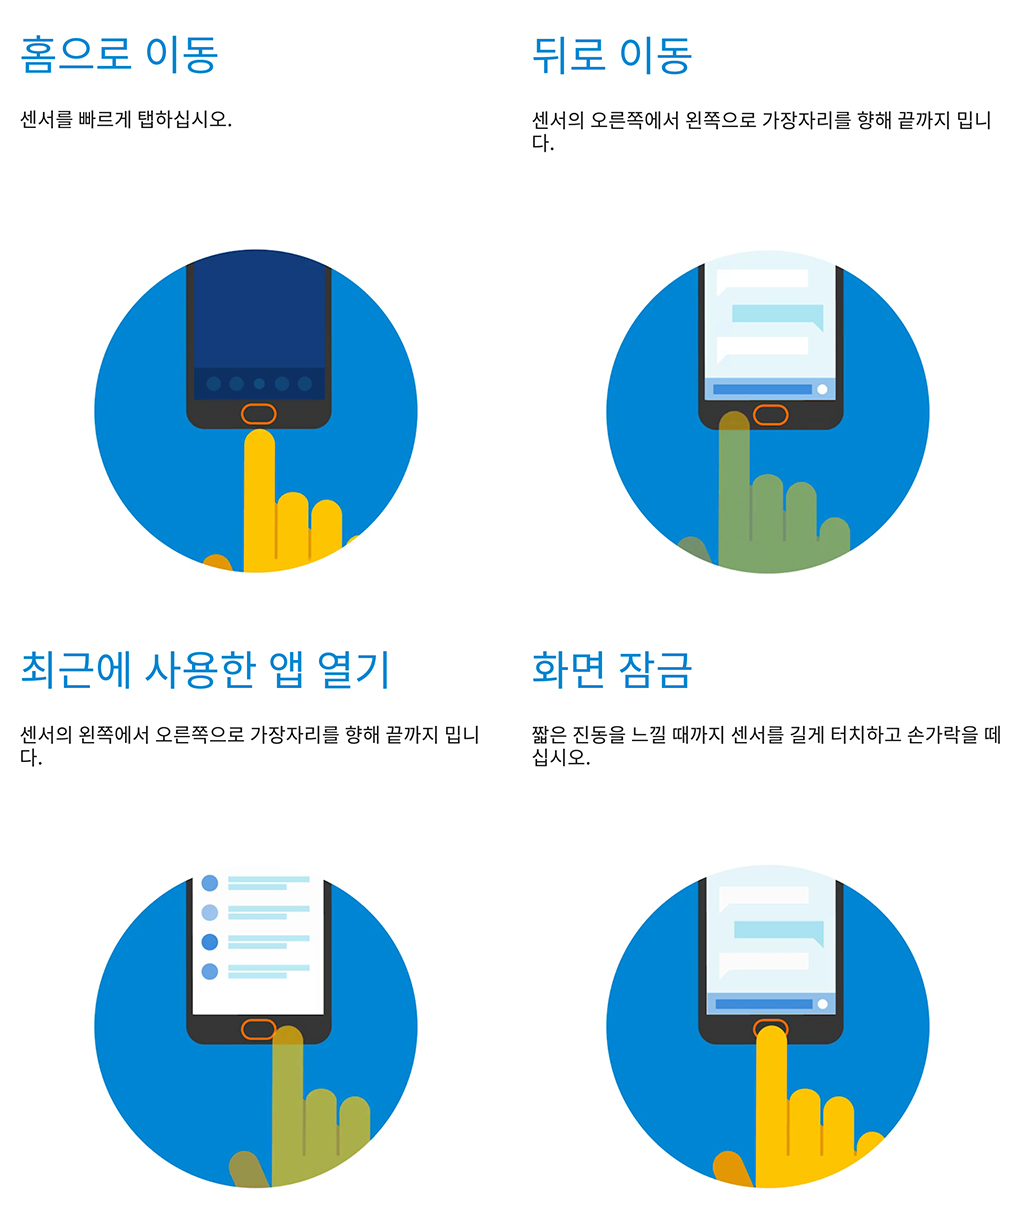 홈으로 이동
센서를 빠르게 탭하십시오.
뒤로 이동
센서의 오른쪽에서 왼쪽으로 가장자리를 향해 끝까지 밉니
다.
최근에 사용한 앱 열기
센서의 왼쪽에서 오른쪽으로 가장자리를 향해 끝까지 밉니
다.
화면 잠금
짧은 진동을 느낄 때까지 센서를 길게 터치하고 손가락을 떼
십시오.